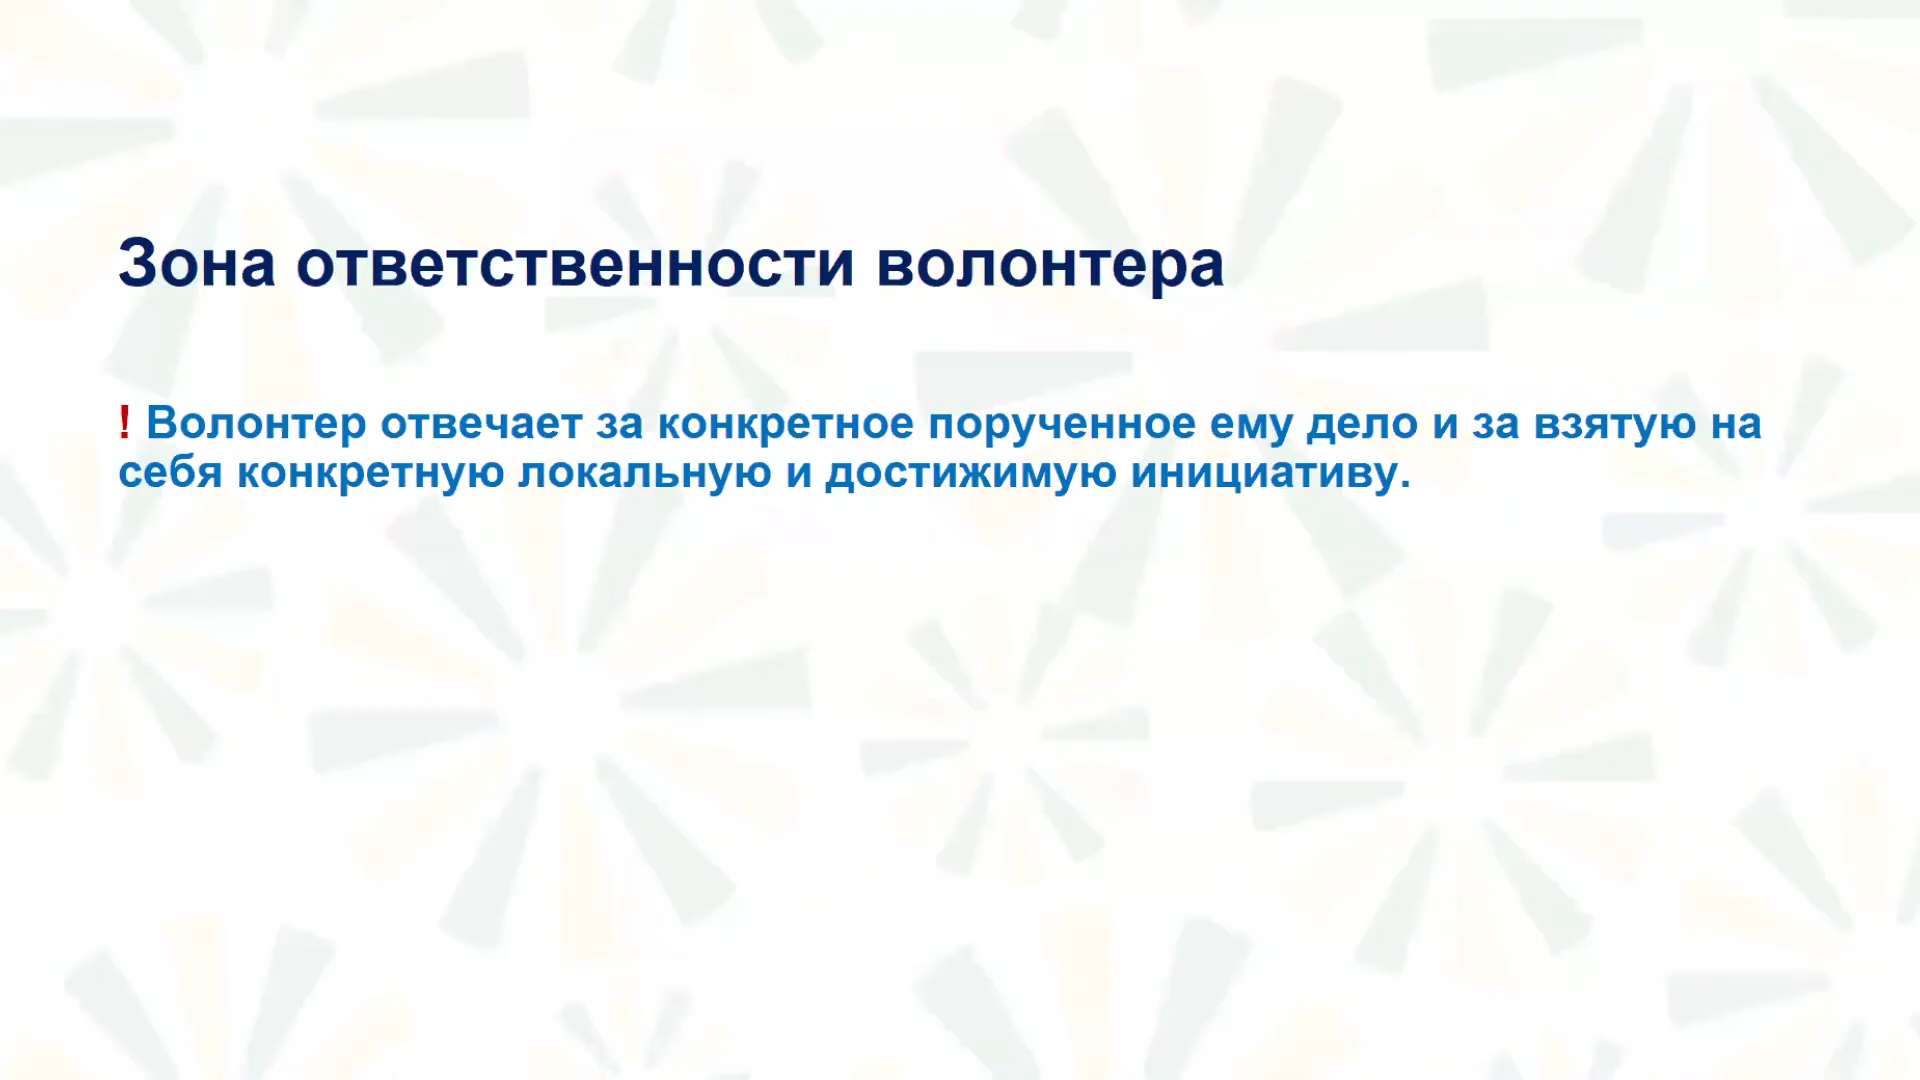 Зона ответственности волонтера
! Волонтер отвечает за конкретное порученное ему дело и за взятую на
себя конкретную локальную и достижимую инициативу.